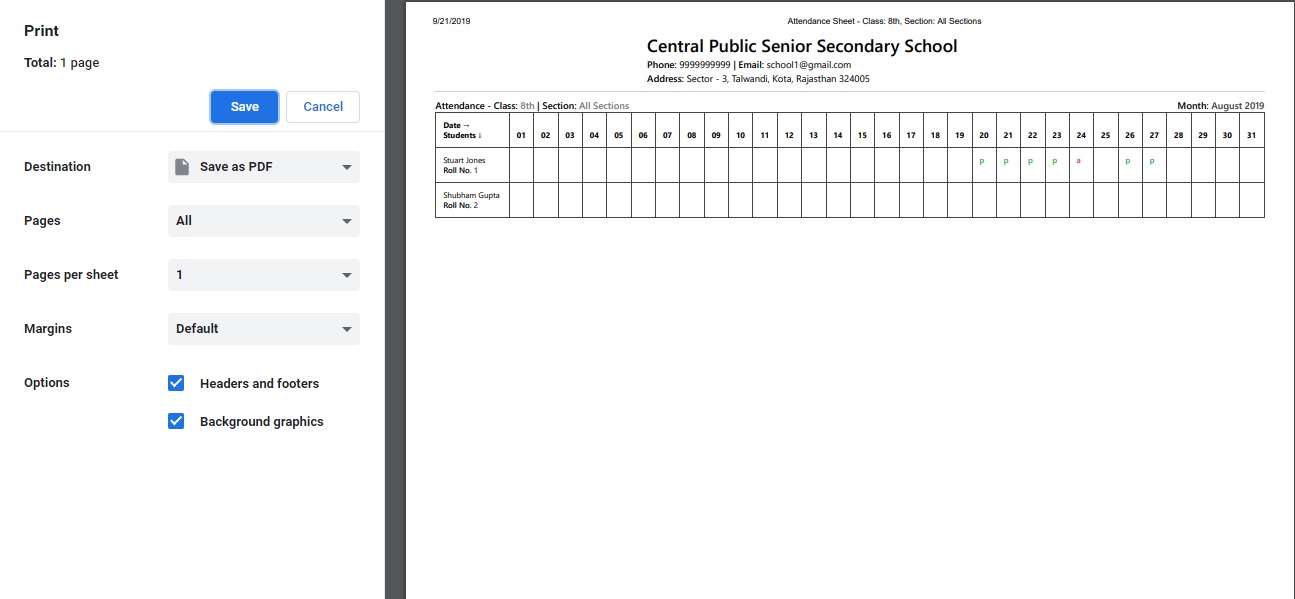 Print
Total: 1 page
Save Cancel
Destination Save as PDF
Pages All
Pages per sheet 1
Margins Default
Options Headers and footers
Background graphics
9/21/2019 Attendance Sheet - Class: 8th, Section: All Sections
Central Public Senior Secondary School
Phone: 9999999999 | Email: school1@gmail.com
Address: Sector - 3, Talwandi, Kota, Rajasthan 324005
Attendance - Class: 8th | Section: All Sections Month: August 2019
Date →
Students ↓ 01 02 03 04 05 06 07 08 09 10 11 12 13 14 15 16 17 18 19 20 21 22 23 24 25 26 27 28 29 30 31
Stuart Jones p p p p a p p
Roll No. 1
Shubham Gupta
Roll No. 2